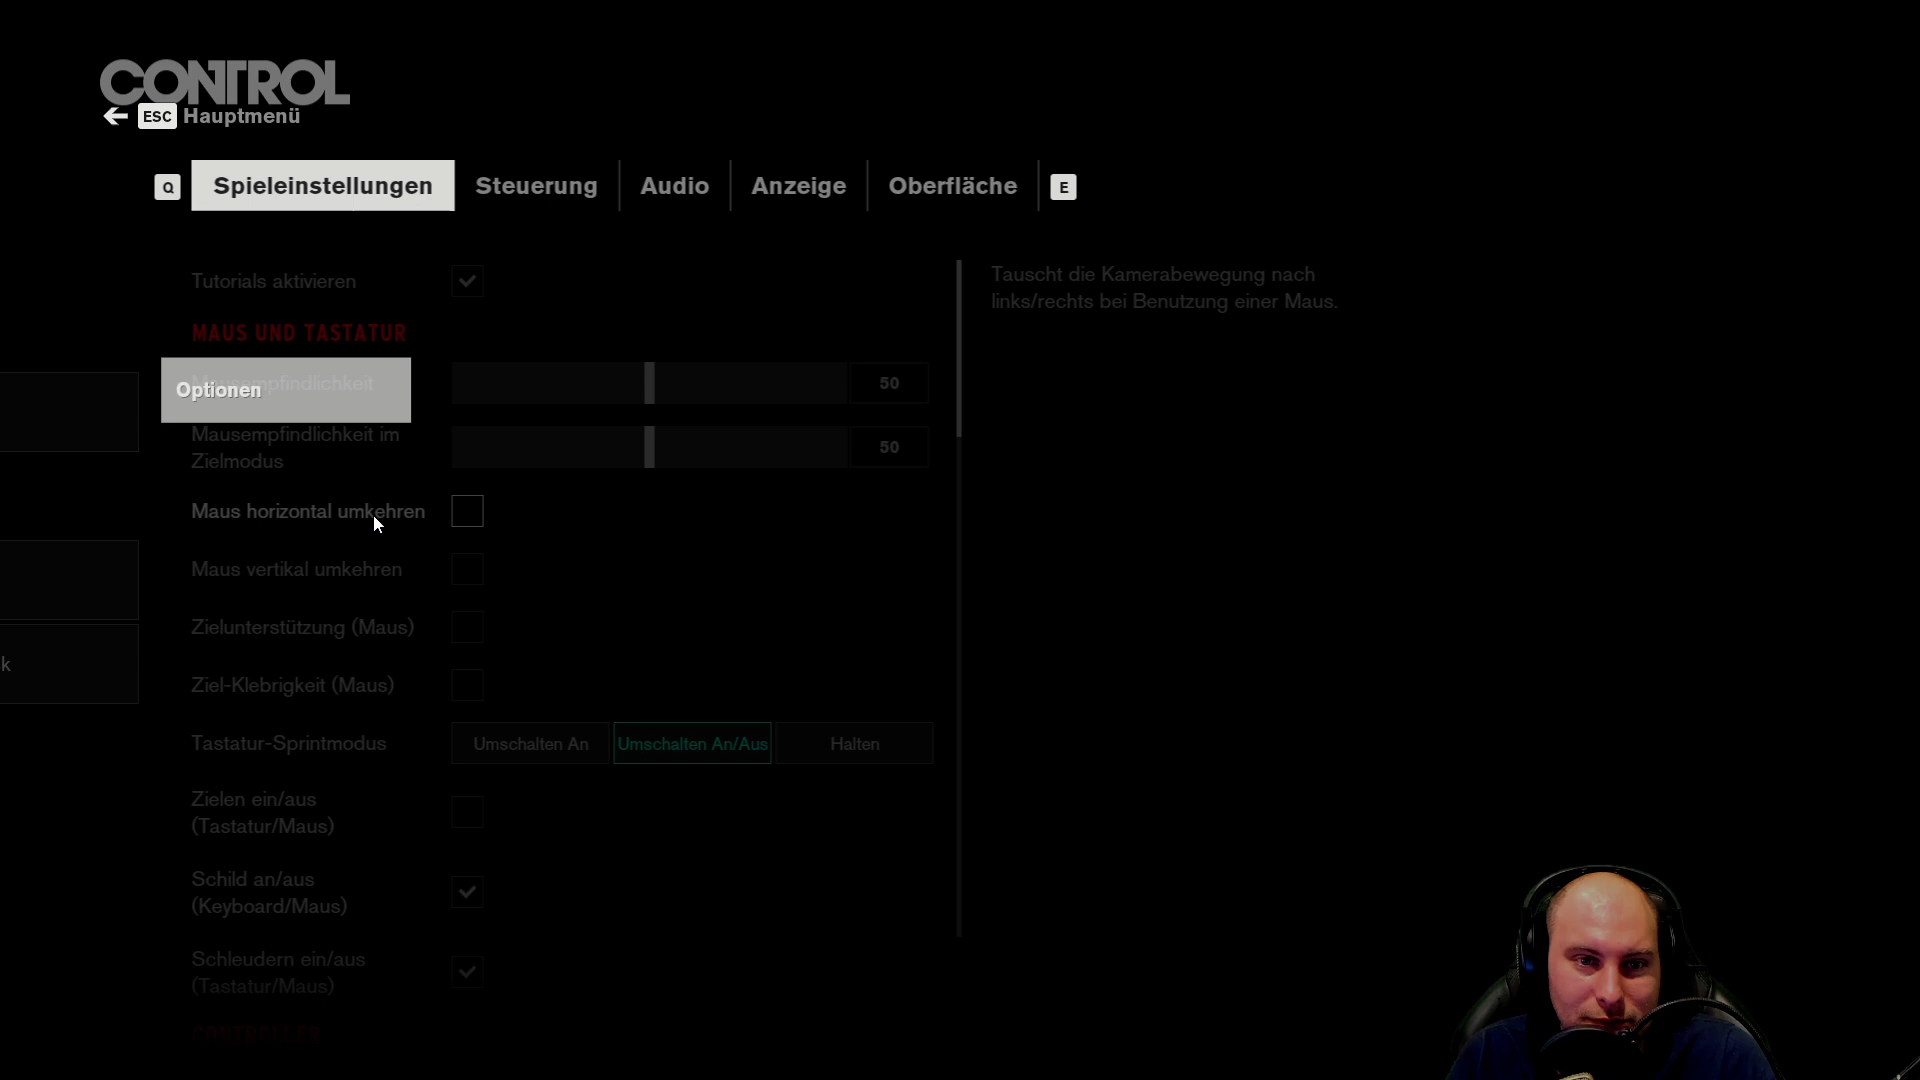 CONTROL
ESC Hauptmenü
Q Spieleinstellungen Steuerung Audio Anzeige Oberfläche E
Tutorials aktivieren
MAUS UND TASTATUR
Mausempfindlichkeit 50
Optionen
Mausempfindlichkeit im
Zielmodus 50
Maus horizontal umkehren
Maus vertikal umkehren
Zielunterstützung (Maus)
Ziel-Klebrigkeit (Maus)
k
Tastatur-Sprintmodus Umschalten An Umschalten An/Aus Halten
Zielen ein/aus
(Tastatur/Maus)
Schild an/aus
(Keyboard/Maus)
Schleudern ein/aus
(Tastatur/Maus)
CONTROLLER
Tauscht die Kamerabewegung nach
links/rechts bei Benutzung einer Maus.